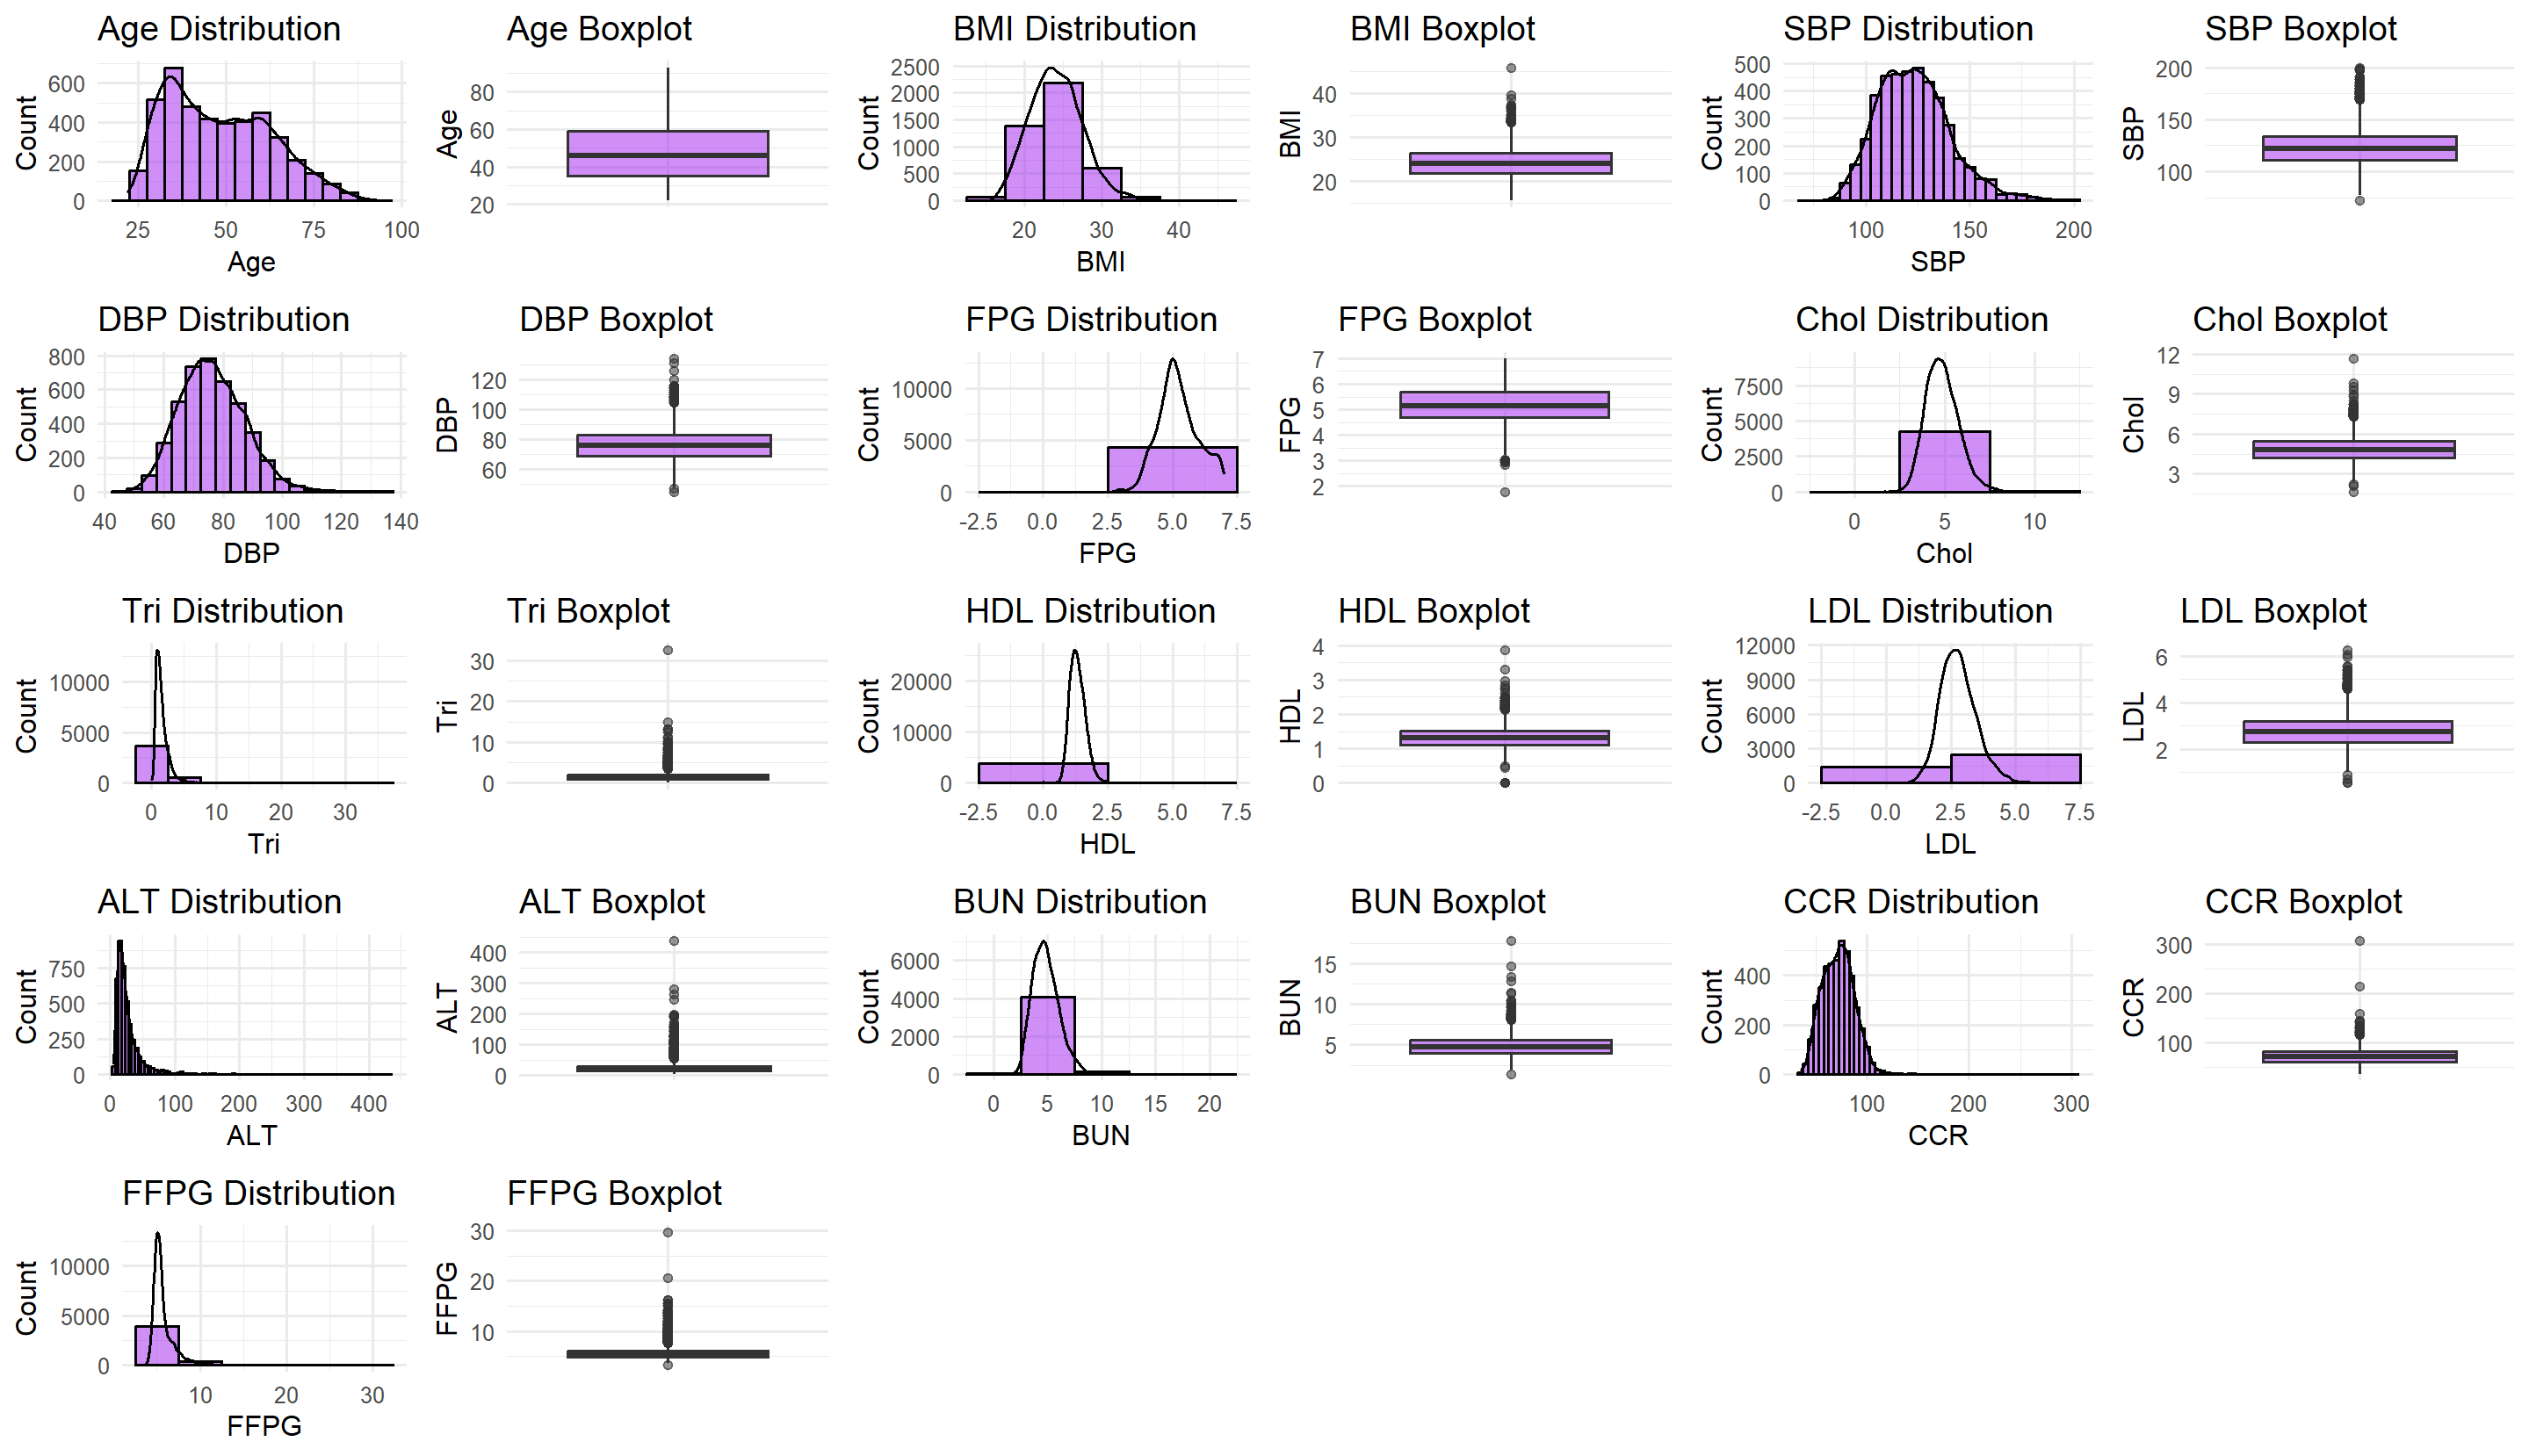 Age Distribution
Count
600
400
200
0
25 50 75 100
Age
Age Boxplot
Age
80
60
40
20
BMI Distribution
Count
2500
2000
1500
1000
500
0
20 30 40
BMI
BMI Boxplot
BMI
40
30
20
SBP Distribution
Count
500
400
300
200
100
0
100 150 200
SBP
SBP Boxplot
SBP
200
150
100
DBP Distribution
Count
800
600
400
200
0
40 60 80 100 120 140
DBP
DBP Boxplot
DBP
120
100
80
60
FPG Distribution
Count
10000
5000
0
-2.5 0.0 2.5 5.0 7.5
FPG
FPG Boxplot
FPG
7
6
5
4
3
2
Chol Distribution
Count
7500
5000
2500
0
0 5 10
Chol
Chol Boxplot
Chol
12
9
6
3
Tri Distribution
Count
10000
5000
0
0 10 20 30
Tri
Tri Boxplot
Tri
30
20
10
0
HDL Distribution
Count
20000
10000
0
-2.5 0.0 2.5 5.0 7.5
HDL
HDL Boxplot
HDL
4
3
2
1
0
LDL Distribution
Count
12000
9000
6000
3000
0
-2.5 0.0 2.5 5.0 7.5
LDL
LDL Boxplot
LDL
6
4
2
ALT Distribution
Count
750
500
250
0
0 100 200 300 400
ALT
ALT Boxplot
ALT
400
300
200
100
0
BUN Distribution
Count
6000
4000
2000
0
0 5 10 15 20
BUN
BUN Boxplot
BUN
15
10
5
CCR Distribution
Count
400
200
0
100 200 300
CCR
CCR Boxplot
CCR
300
200
100
FFPG Distribution
Count
10000
5000
0
10 20 30
FFPG
FFPG Boxplot
FFPG
30
20
10